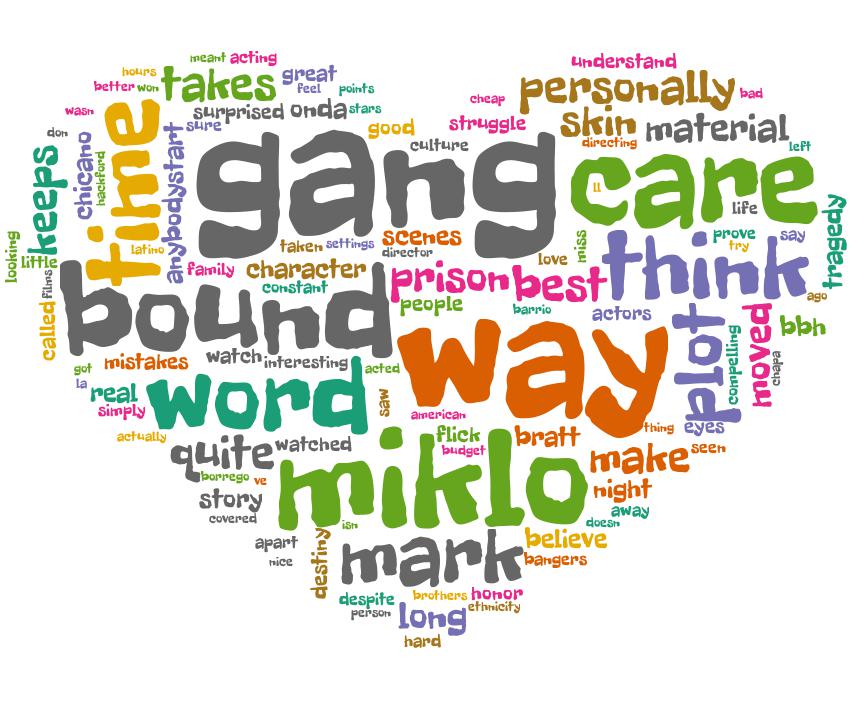 meant acting
understand
hours
takes
great
better won
feel
points
personally
bad
cheap
wasn
surprised onda
stars
time
sure
good
struggle
skin
material
don
directing
chicano
hackford
anybodystart
gang
culture
left
keeps
care
ll
life
tragedy
looking
little
films
latino
taken
settings
scenes
director
love
miss
think
prove
try
say
family
character
constant
prison
best
ago
bound
people
barrio
actors
called
way
plot
compelling
moved
chapa
bbh
mistakes
watch
interesting
got
acted
la
real
word
saw
simply
american
thing
eyes
actually
flick
bratt
quite
watched
budget
make
seen
miklo
borrego
ve
story
night
covered
isn
away
doesn
apart
mark
believe
nice
destiny
bangers
despite
brothers
honor
person
long
ethnicity
hard